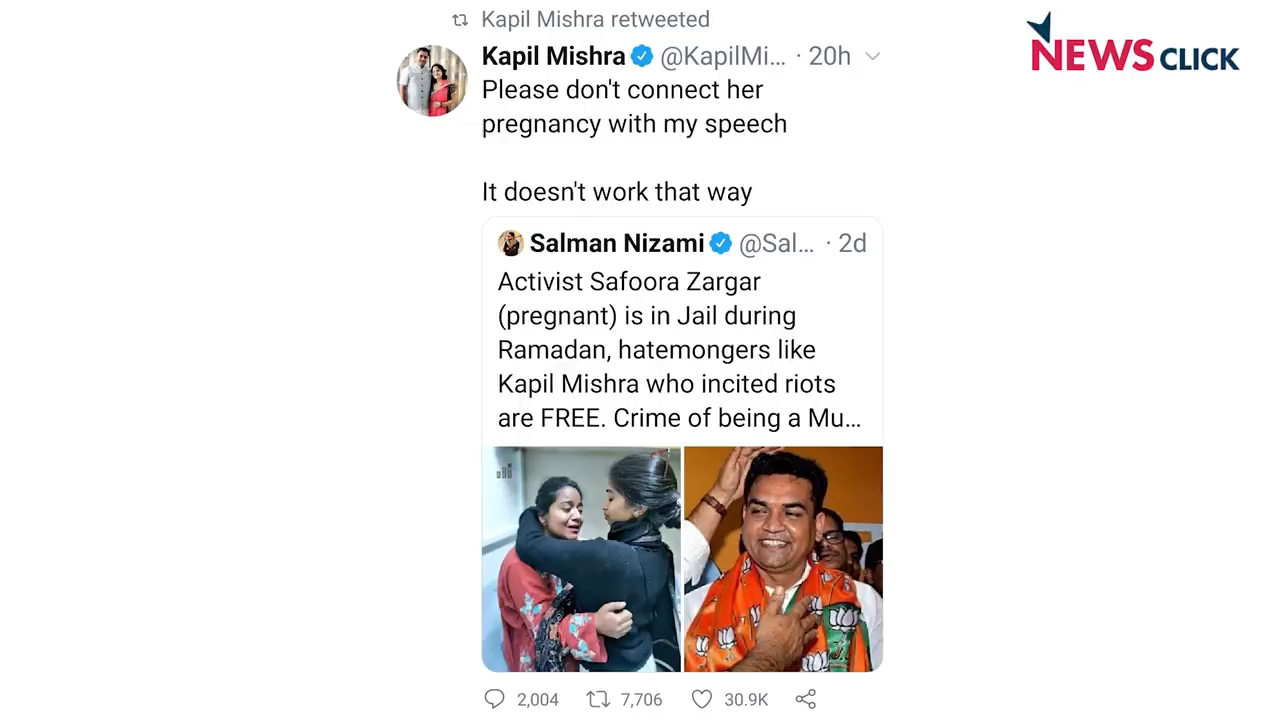 Kapil Mishra retweeted
NEWS CLICK
Kapil Mishra @KapilMi... · 20h
Please don't connect her
pregnancy with my speech
It doesn't work that way
Salman Nizami @Sal... · 2d
Activist Safoora Zargar
(pregnant) is in Jail during
Ramadan, hatemongers like
Kapil Mishra who incited riots
are FREE. Crime of being a Mu...
2,004 7,706 30.9K